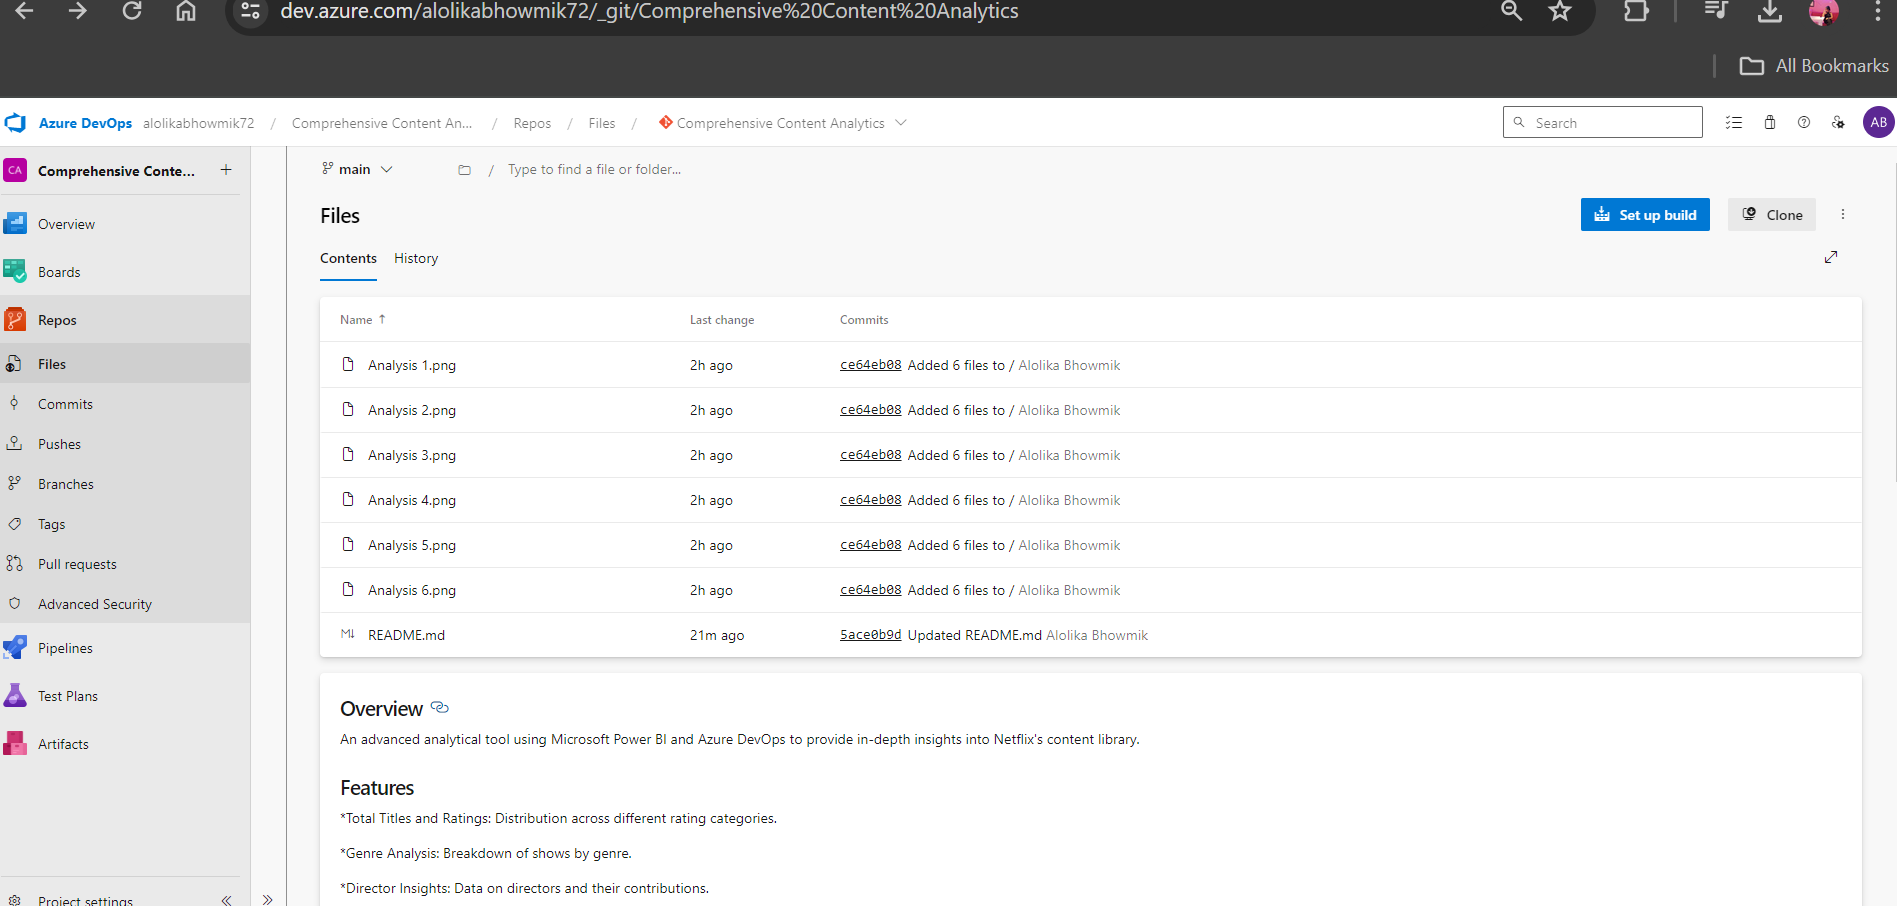 dev.azure.com/alolikabhowmik72/_git/Comprehensive%20Content%20Analytics
All Bookmarks
Azure DevOps alolikabhowmik72 / Comprehensive Content An... / Repos / Files / Comprehensive Content Analytics
Search
AB
CA Comprehensive Conte... +
Overview
Boards
Repos
Files
Commits
Pushes
Branches
Tags
Pull requests
Advanced Security
Pipelines
Test Plans
Artifacts
Project settings
main / Type to find a file or folder...
Files
Set up build
Clone
Contents History
Name ↑ Last change Commits
Analysis 1.png 2h ago ce64eb08 Added 6 files to / Alolika Bhowmik
Analysis 2.png 2h ago ce64eb08 Added 6 files to / Alolika Bhowmik
Analysis 3.png 2h ago ce64eb08 Added 6 files to / Alolika Bhowmik
Analysis 4.png 2h ago ce64eb08 Added 6 files to / Alolika Bhowmik
Analysis 5.png 2h ago ce64eb08 Added 6 files to / Alolika Bhowmik
Analysis 6.png 2h ago ce64eb08 Added 6 files to / Alolika Bhowmik
M↓ README.md 21m ago 5ace0b9d Updated README.md Alolika Bhowmik
Overview
An advanced analytical tool using Microsoft Power BI and Azure DevOps to provide in-depth insights into Netflix's content library.
Features
*Total Titles and Ratings: Distribution across different rating categories.
*Genre Analysis: Breakdown of shows by genre.
*Director Insights: Data on directors and their contributions.